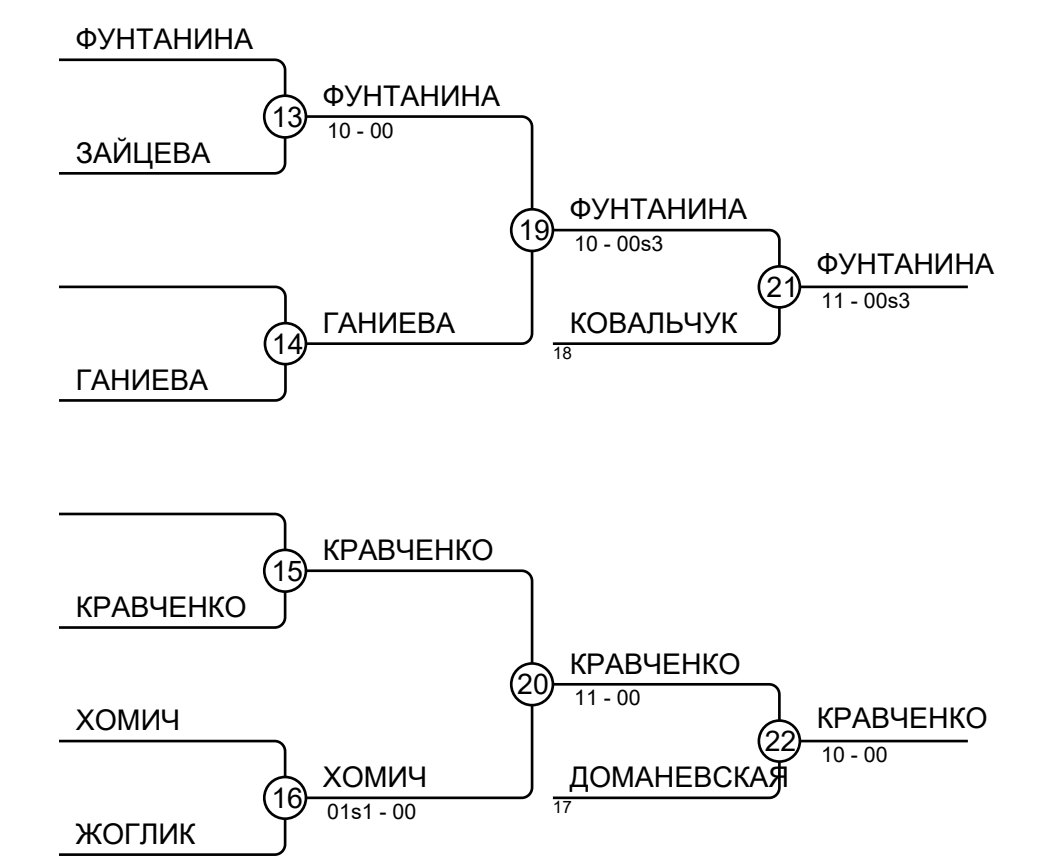 ФУНТАНИНА
ФУНТАНИНА
13
10 - 00
ЗАЙЦЕВА
ФУНТАНИНА
19
10 - 00s3
ФУНТАНИНА
21
11 - 00s3
ГАНИЕВА
14
КОВАЛЬЧУК
18
ГАНИЕВА
КРАВЧЕНКО
15
КРАВЧЕНКО
КРАВЧЕНКО
20
11 - 00
ХОМИЧ
КРАВЧЕНКО
22
10 - 00
ХОМИЧ
16
01s1 - 00
ДОМАНЕВСКАЯ
17
ЖОГЛИК